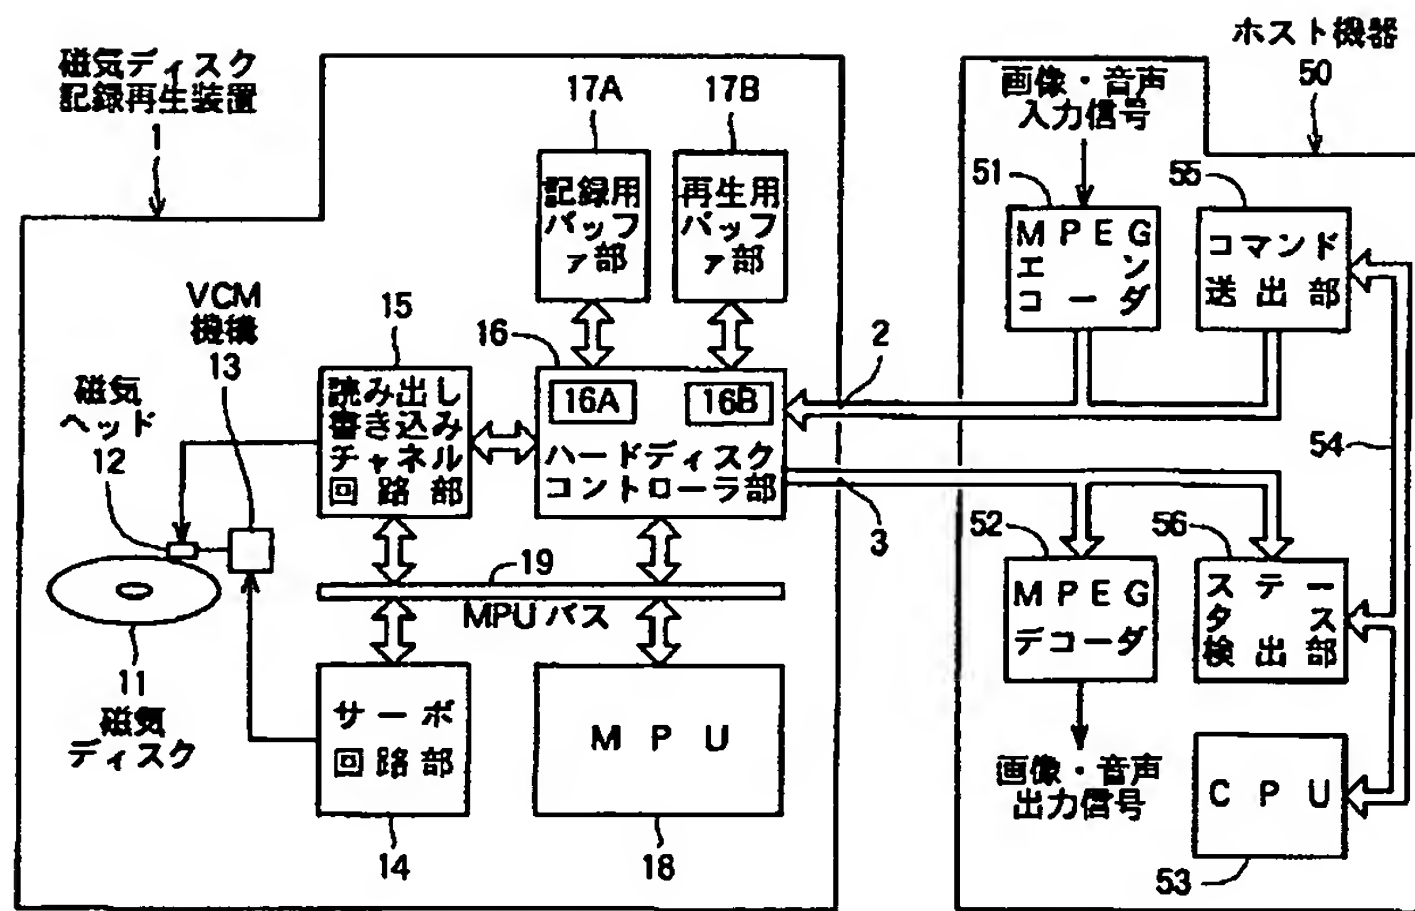 ホスト機器
50
磁気ディスク
記録再生装置
1
17A
17B
画像・音声
入力信号
51
55
記録用
バッフ
ァ部
再生用
バッフ
ァ部
MPEG
エン
コーダ
コマンド
送出部
VCM
機構
13
15
16
2
磁気
ヘッド
12
読み出し
書き込み
チャネル
回路部
16A
16B
ハードディスク
コントローラ部
54
3
52
56
19
MPUバス
MPEG
デコーダ
ステー
タス
検出部
11
磁気
ディスク
サーボ
回路部
MPU
画像・音声
出力信号
CPU
14
18
53